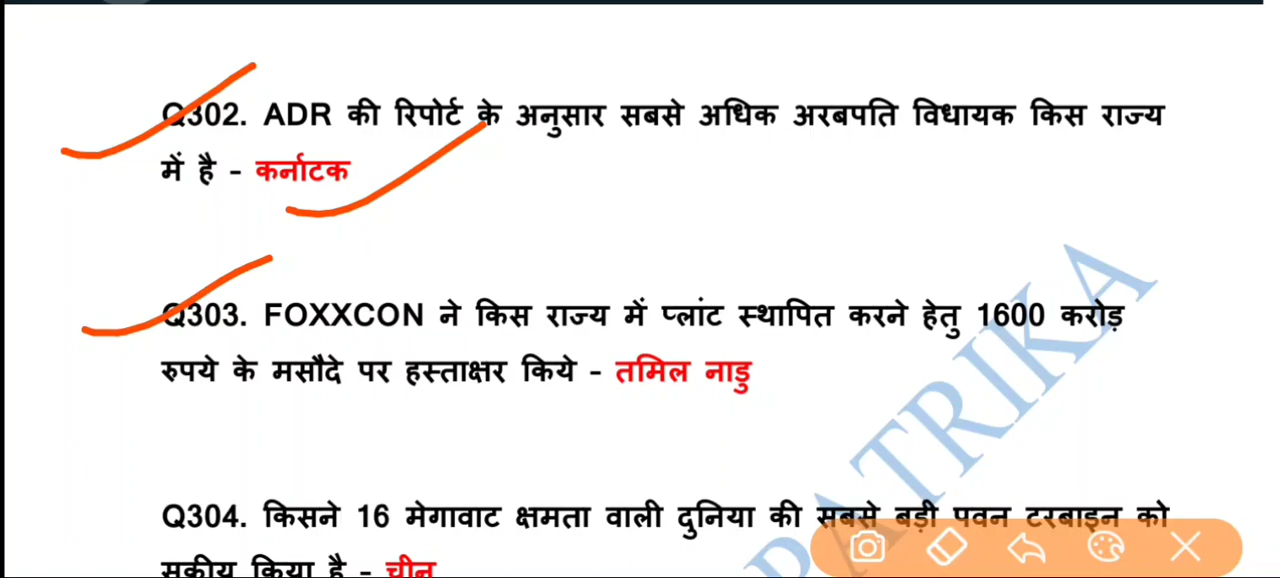 Q302. ADR की रिपोर्ट के अनुसार सबसे अधिक अरबपति विधायक किस राज्य
में है - कर्नाटक
Q303. FOXXCON ने किस राज्य में प्लांट स्थापित करने हेतु 1600 करोड़
रुपये के मसौदे पर हस्ताक्षर किये - तमिल नाडु
Q304. किसने 16 मेगावाट क्षमता वाली दुनिया की सबसे बड़ी पवन टरबाइन को
सक्रीय किया है - चीन
PATRIKA